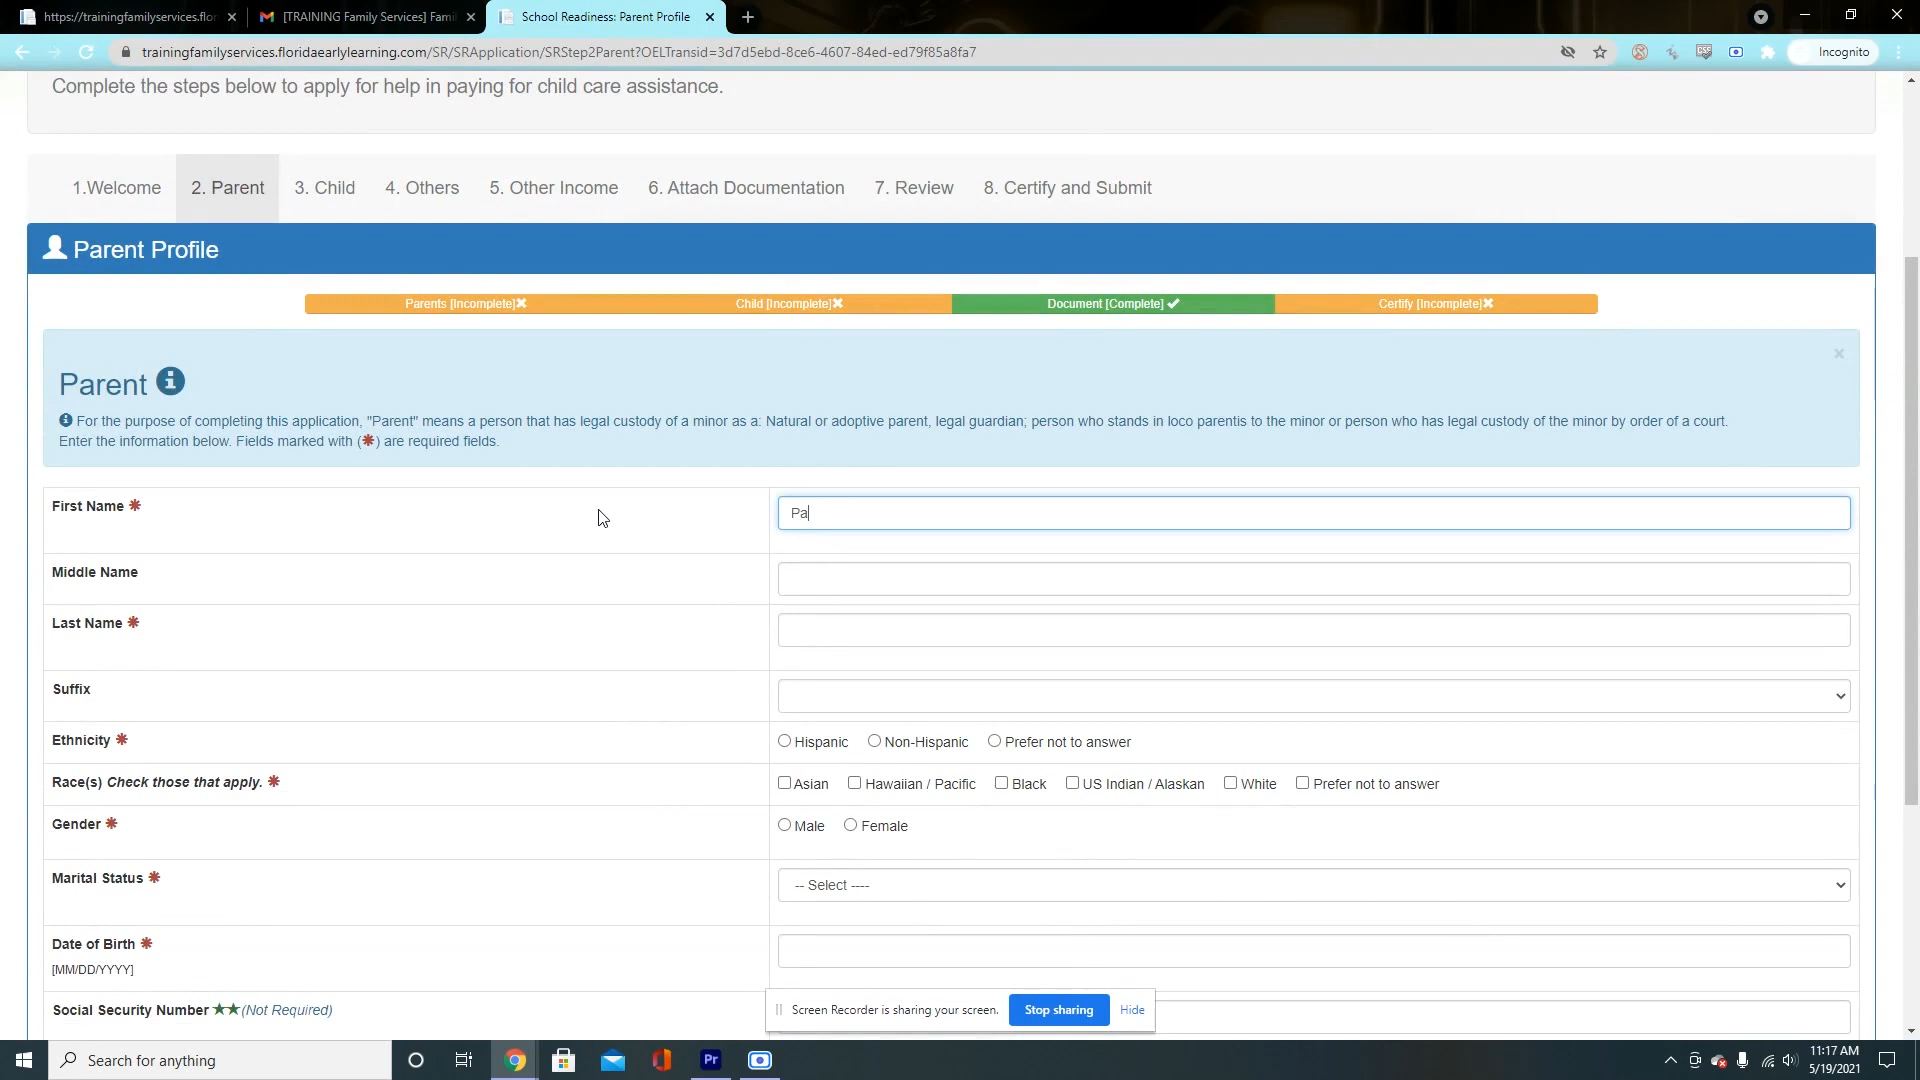 https://trainingfamilyservices.flor
[TRAINING Family Services] Fami
School Readiness: Parent Profile
trainingfamilyservices.floridaearlylearning.com/SR/SRApplication/SRStep2Parent?OELTransid=3d7d5ebd-8ce6-4607-84ed-ed79f85a8fa7
Incognito
Complete the steps below to apply for help in paying for child care assistance.
1.Welcome 2. Parent 3. Child 4. Others 5. Other Income 6. Attach Documentation 7. Review 8. Certify and Submit
Parent Profile
Parents [Incomplete] Child [Incomplete] Document [Complete] Certify [Incomplete]
Parent
For the purpose of completing this application, "Parent" means a person that has legal custody of a minor as a: Natural or adoptive parent, legal guardian; person who stands in loco parentis to the minor or person who has legal custody of the minor by order of a court.
Enter the information below. Fields marked with (*) are required fields.
First Name * Pa
Middle Name
Last Name *
Suffix
Ethnicity * Hispanic Non-Hispanic Prefer not to answer
Race(s) Check those that apply. * Asian Hawaiian / Pacific Black US Indian / Alaskan White Prefer not to answer
Gender * Male Female
Marital Status * -- Select ----
Date of Birth *
[MM/DD/YYYY]
Social Security Number ★★(Not Required)
Screen Recorder is sharing your screen. Stop sharing Hide
Search for anything
Pr
11:17 AM
5/19/2021